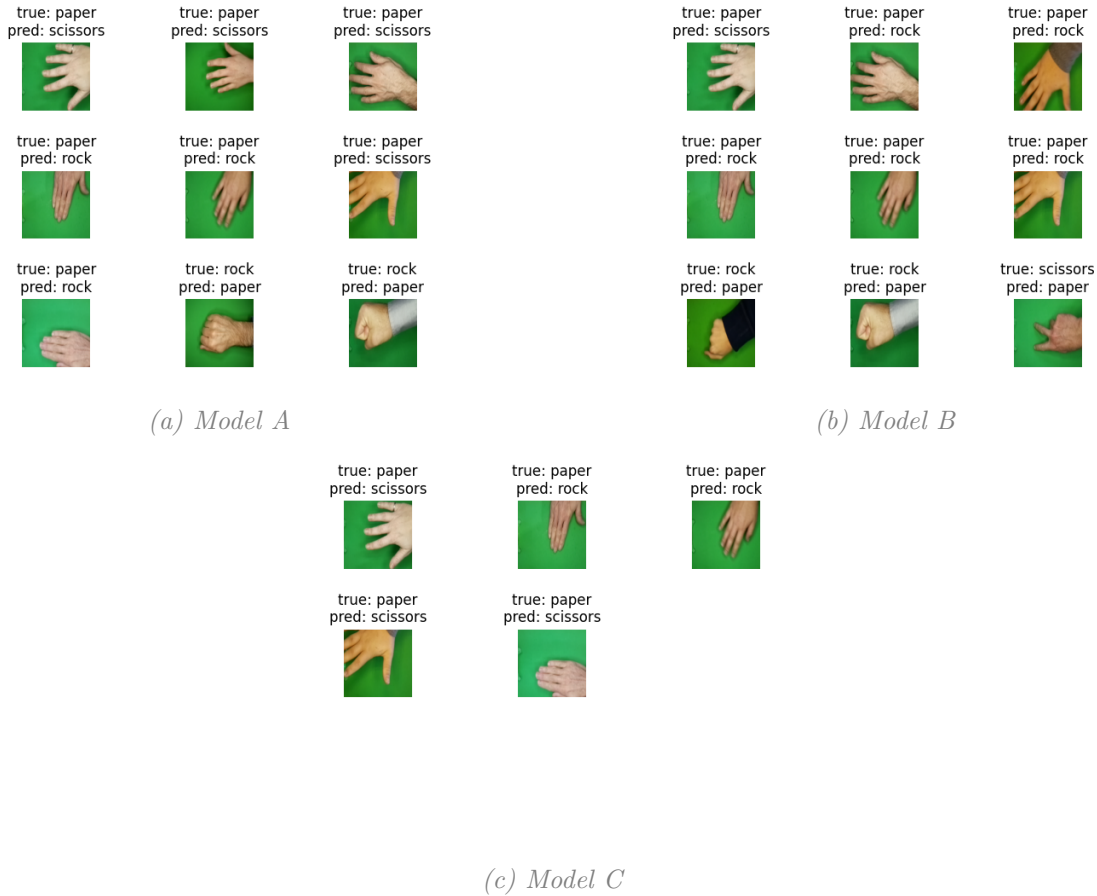 true: paper
pred: scissors
true: paper
pred: scissors
true: paper
pred: scissors
true: paper
pred: rock
true: paper
pred: rock
true: paper
pred: scissors
true: paper
pred: rock
true: rock
pred: paper
true: rock
pred: paper
(a) Model A
true: paper
pred: scissors
true: paper
pred: rock
true: paper
pred: rock
true: paper
pred: rock
true: paper
pred: rock
true: paper
pred: rock
true: rock
pred: paper
true: rock
pred: paper
true: scissors
pred: paper
(b) Model B
true: paper
pred: scissors
true: paper
pred: rock
true: paper
pred: rock
true: paper
pred: scissors
true: paper
pred: scissors
(c) Model C